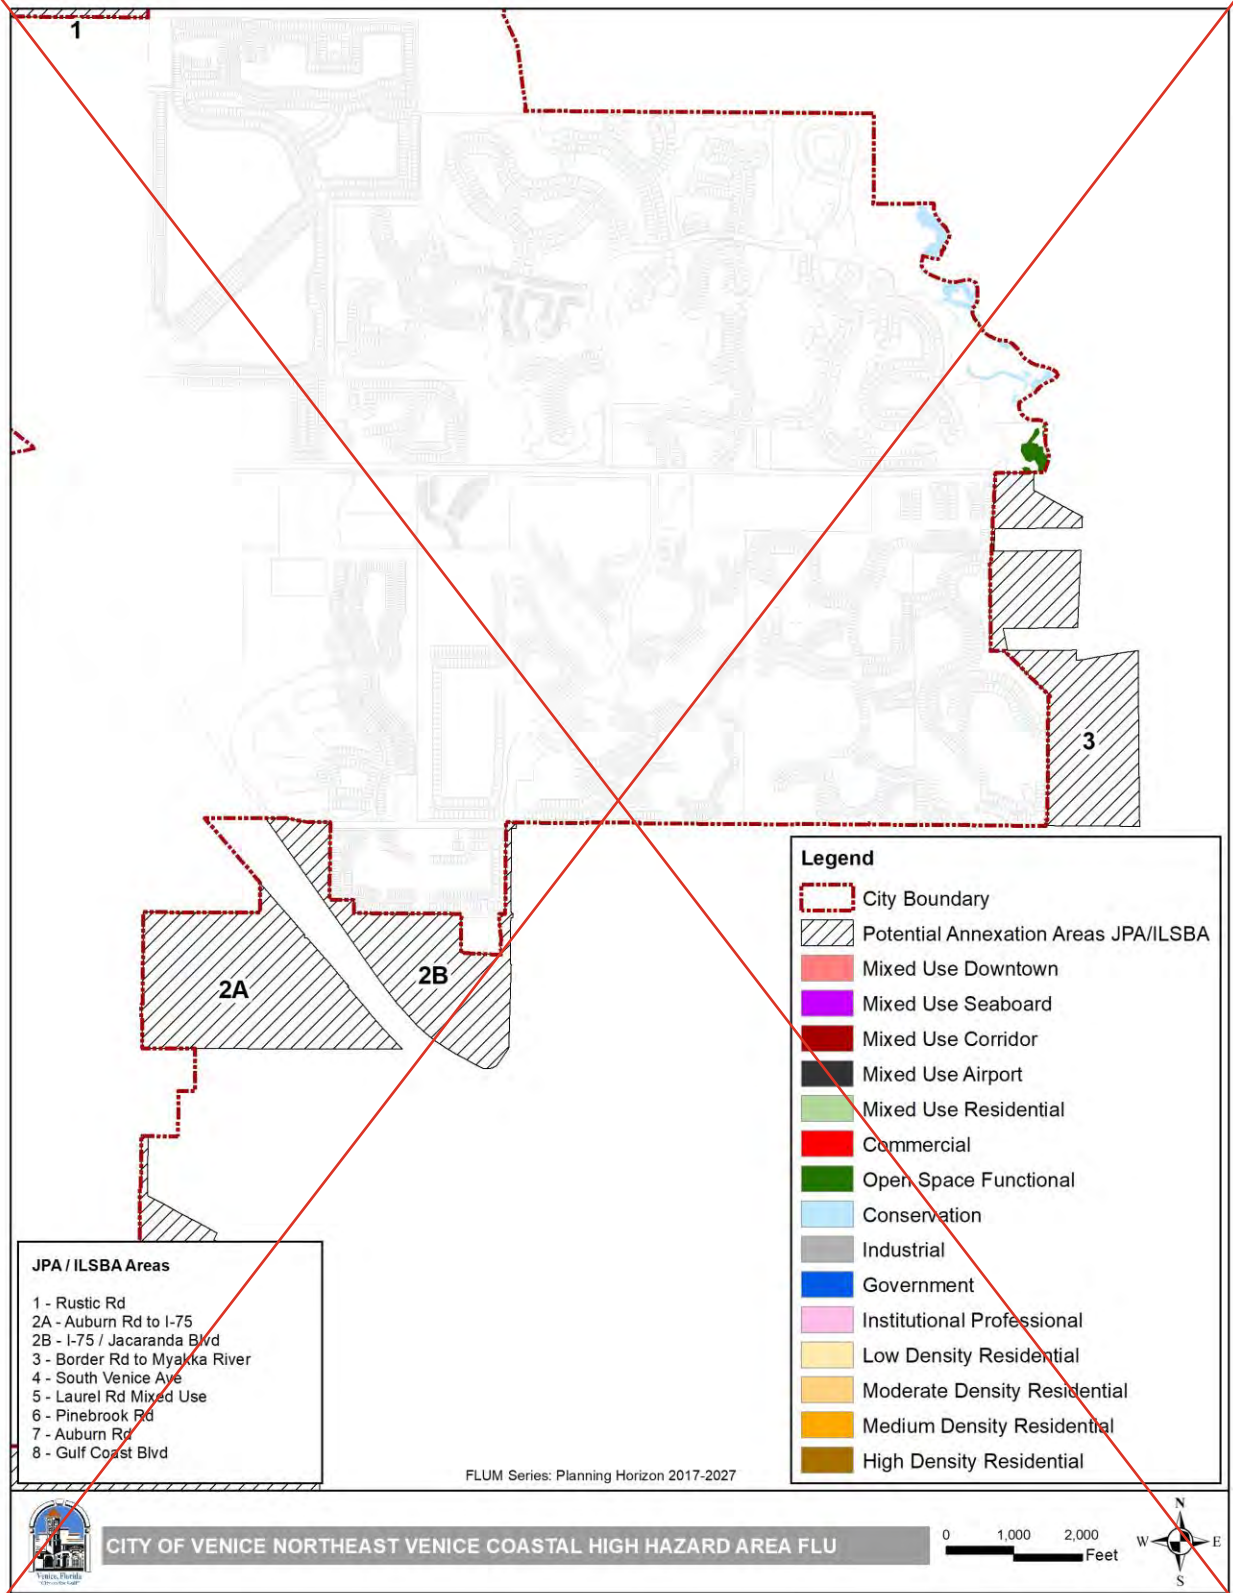 1
3
2A
2B
Legend
City Boundary
Potential Annexation Areas JPA/ILSBA
Mixed Use Downtown
Mixed Use Seaboard
Mixed Use Corridor
Mixed Use Airport
Mixed Use Residential
Commercial
Open Space Functional
Conservation
Industrial
Government
Institutional Professional
Low Density Residential
Moderate Density Residential
Medium Density Residential
High Density Residential
JPA / ILSBA Areas
1 - Rustic Rd
2A - Auburn Rd to I-75
2B - I-75 / Jacaranda Blvd
3 - Border Rd to Myakka River
4 - South Venice Ave
5 - Laurel Rd Mixed Use
6 - Pinebrook Rd
7 - Auburn Rd
8 - Gulf Coast Blvd
FLUM Series: Planning Horizon 2017-2027
Venice, Florida
CITY OF VENICE NORTHEAST VENICE COASTAL HIGH HAZARD AREA FLU
0 1,000 2,000
Feet
N
W E
S